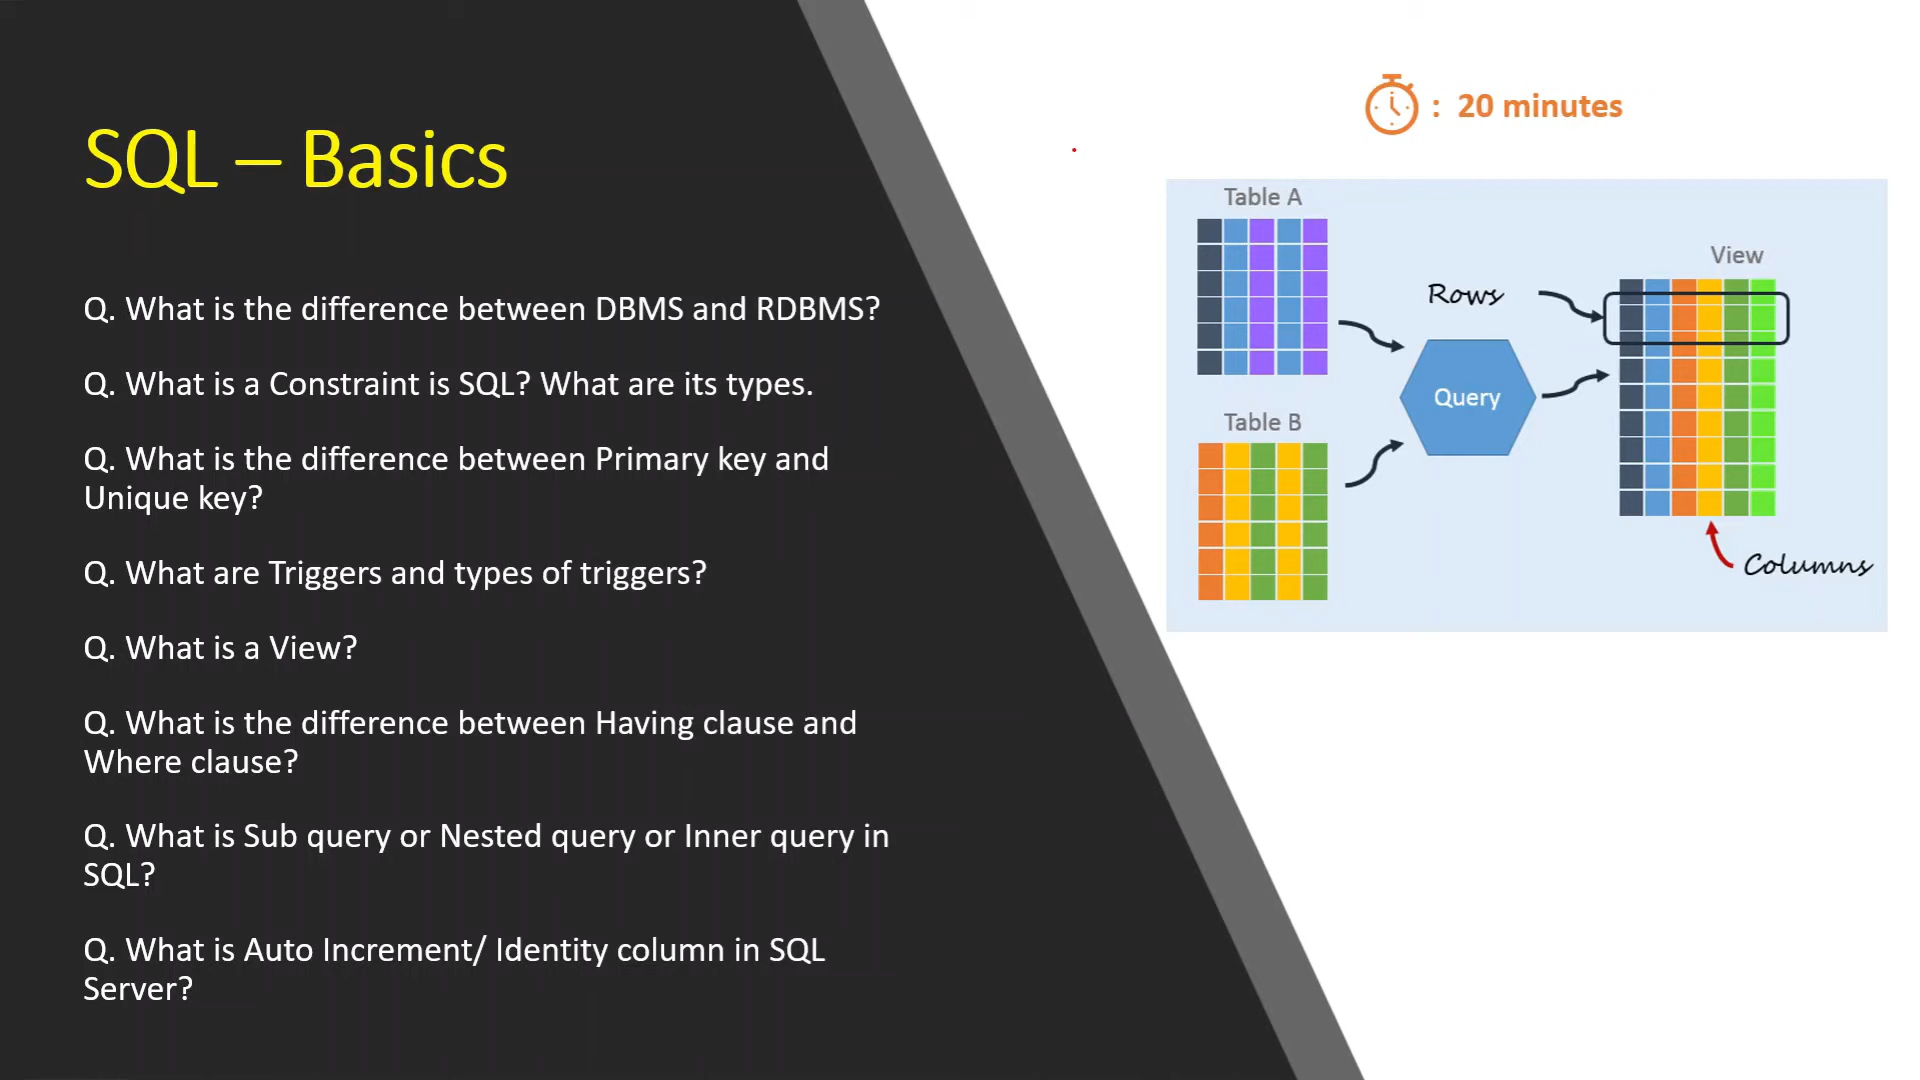 SQL – Basics
Q. What is the difference between DBMS and RDBMS?
Q. What is a Constraint is SQL? What are its types.
Q. What is the difference between Primary key and
Unique key?
Q. What are Triggers and types of triggers?
Q. What is a View?
Q. What is the difference between Having clause and
Where clause?
Q. What is Sub query or Nested query or Inner query in
SQL?
Q. What is Auto Increment/ Identity column in SQL
Server?
: 20 minutes
Table A
View
Rows
Query
Table B
Columns